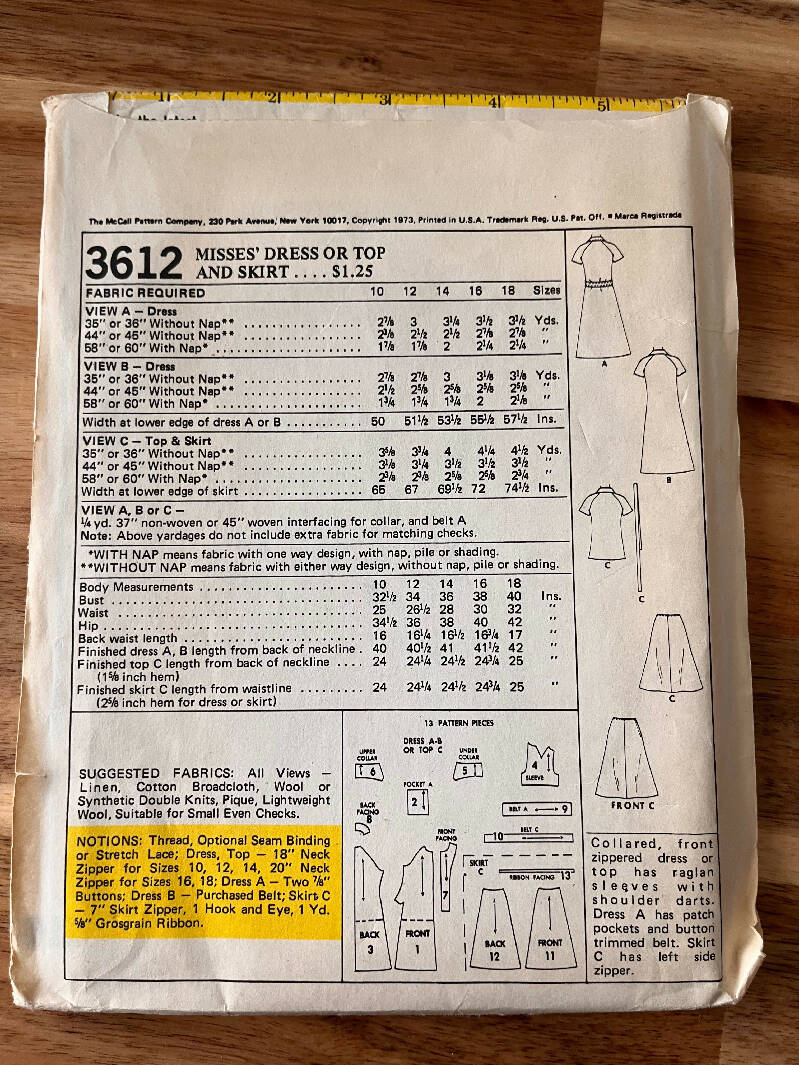 1 2 3 4 5
the latest
The McCall Pattern Company, 230 Park Avenue, New York 10017, Copyright 1973, Printed in U.S.A. Trademark Reg. U.S. Pat. Off. ■ Marca Registrada
3612 MISSES' DRESS OR TOP
AND SKIRT .... $1.25
FABRIC REQUIRED 10 12 14 16 18 Sizes
VIEW A – Dress
35" or 36" Without Nap** 2⅞ 3 3¼ 3½ 3½ Yds.
44" or 45" Without Nap** 2⅜ 2½ 2½ 2⅞ 2⅞ "
58" or 60" With Nap* 1⅞ 1⅞ 2 2¼ 2¼ "
VIEW B – Dress
35" or 36" Without Nap** 2⅞ 2⅞ 3 3⅛ 3⅛ Yds.
44" or 45" Without Nap** 2½ 2⅝ 2⅝ 2⅝ 2⅝ "
58" or 60" With Nap* 1¾ 1¾ 1¾ 2 2⅛ "
Width at lower edge of dress A or B 50 51½ 53½ 55½ 57½ Ins.
VIEW C – Top & Skirt
35" or 36" Without Nap** 3⅝ 3¾ 4 4¼ 4½ Yds.
44" or 45" Without Nap** 3⅛ 3¼ 3½ 3½ 3½ "
58" or 60" With Nap* 2⅜ 2⅜ 2⅝ 2⅝ 2¾ "
Width at lower edge of skirt 65 67 69½ 72 74½ Ins.
VIEW A, B or C –
¼ yd. 37" non-woven or 45" woven interfacing for collar, and belt A
Note: Above yardages do not include extra fabric for matching checks.
*WITH NAP means fabric with one way design, with nap, pile or shading.
**WITHOUT NAP means fabric with either way design, without nap, pile or shading.
Body Measurements 10 12 14 16 18
Bust 32½ 34 36 38 40 Ins.
Waist 25 26½ 28 30 32 "
Hip 34½ 36 38 40 42 "
Back waist length 16 16¼ 16½ 16¾ 17 "
Finished dress A, B length from back of neckline . 40 40½ 41 41½ 42 "
Finished top C length from back of neckline .... 24 24¼ 24½ 24¾ 25 "
(1⅝ inch hem)
Finished skirt C length from waistline 24 24¼ 24½ 24¾ 25 "
(2⅝ inch hem for dress or skirt)
A
B
C
C
C
FRONT C
SUGGESTED FABRICS: All Views –
Linen, Cotton Broadcloth, Wool or
Synthetic Double Knits, Pique, Lightweight
Wool, Suitable for Small Even Checks.
NOTIONS: Thread, Optional Seam Binding
or Stretch Lace; Dress, Top – 18" Neck
Zipper for Sizes 10, 12, 14, 20" Neck
Zipper for Sizes 16, 18; Dress A – Two ⅞"
Buttons; Dress B – Purchased Belt; Skirt C
– 7" Skirt Zipper, 1 Hook and Eye, 1 Yd.
⅝" Grosgrain Ribbon.
13 PATTERN PIECES
DRESS A-B
OR TOP C
UPPER
COLLAR
6
UNDER
COLLAR
5
4
SLEEVE
POCKET A
2
BELT A 9
BACK
FACING
8
FRONT
FACING
7
BELT C
10
SKIRT
C
RIBBON FACING 13
BACK
3
FRONT
1
BACK
12
FRONT
11
Collared, front
zippered dress or
top has raglan
sleeves with
shoulder darts.
Dress A has patch
pockets and button
trimmed belt. Skirt
C has left side
zipper.